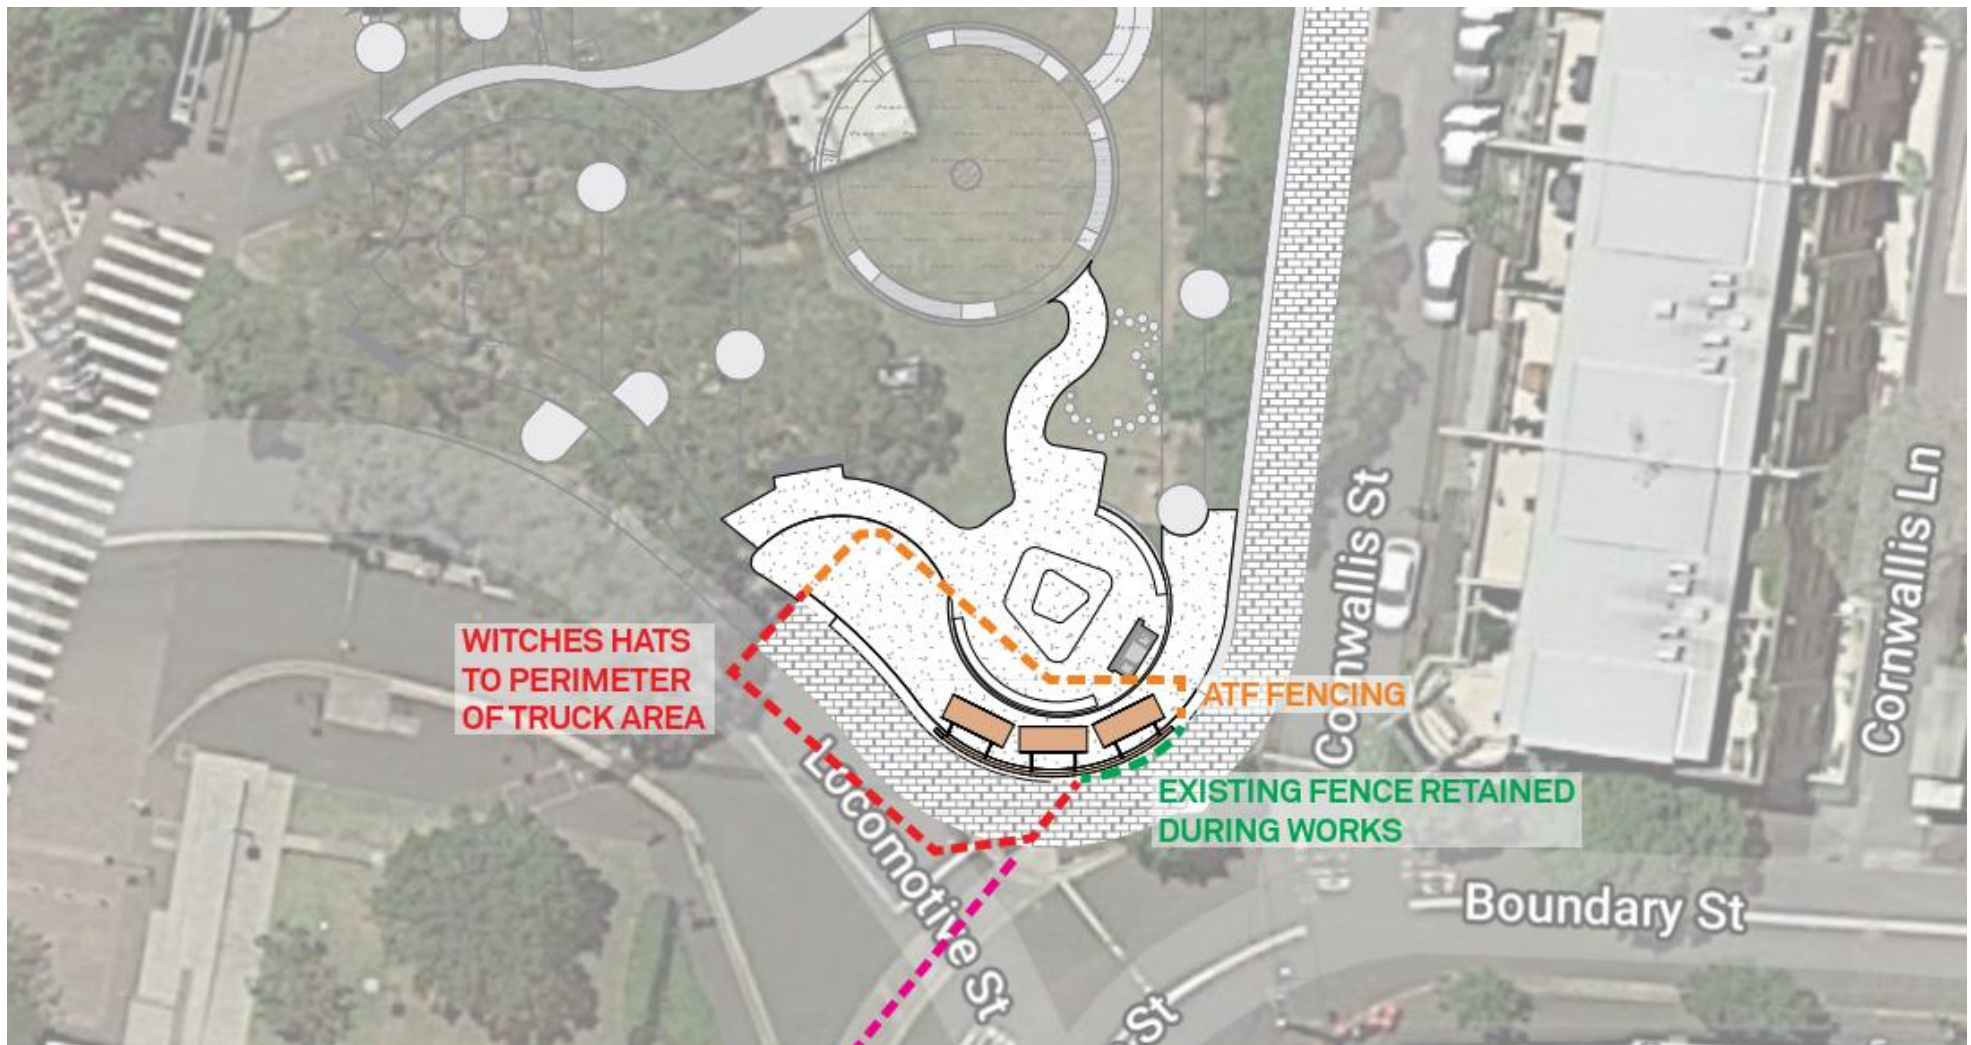 WITCHES HATS
TO PERIMETER
OF TRUCK AREA
ATF FENCING
EXISTING FENCE RETAINED
DURING WORKS
Cornwallis St
Cornwallis Ln
Locomotive St
Boundary St
St